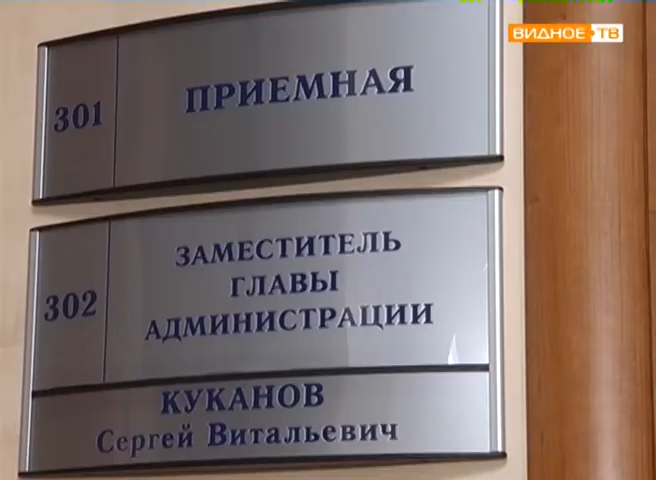 ВИДНОЕ ТВ
301 ПРИЕМНАЯ
302 ЗАМЕСТИТЕЛЬ
ГЛАВЫ
АДМИНИСТРАЦИИ
КУКАНОВ
Сергей Витальевич